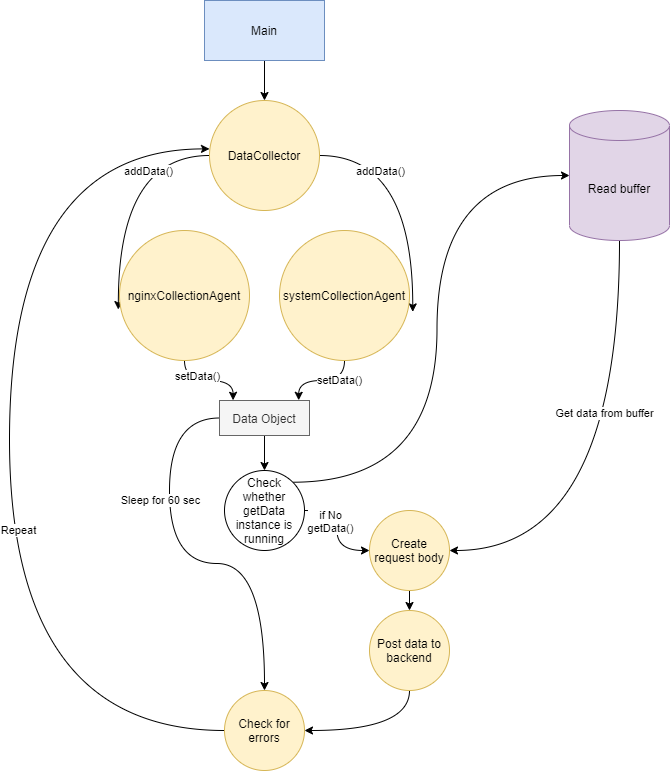 Main
DataCollector
Read buffer
addData()
addData()
nginxCollectionAgent
systemCollectionAgent
setData()
setData()
Data Object
Get data from buffer
Check
whether
getData
instance is
running
Sleep for 60 sec
if No
getData()
Repeat
Create
request body
Post data to
backend
Check for
errors